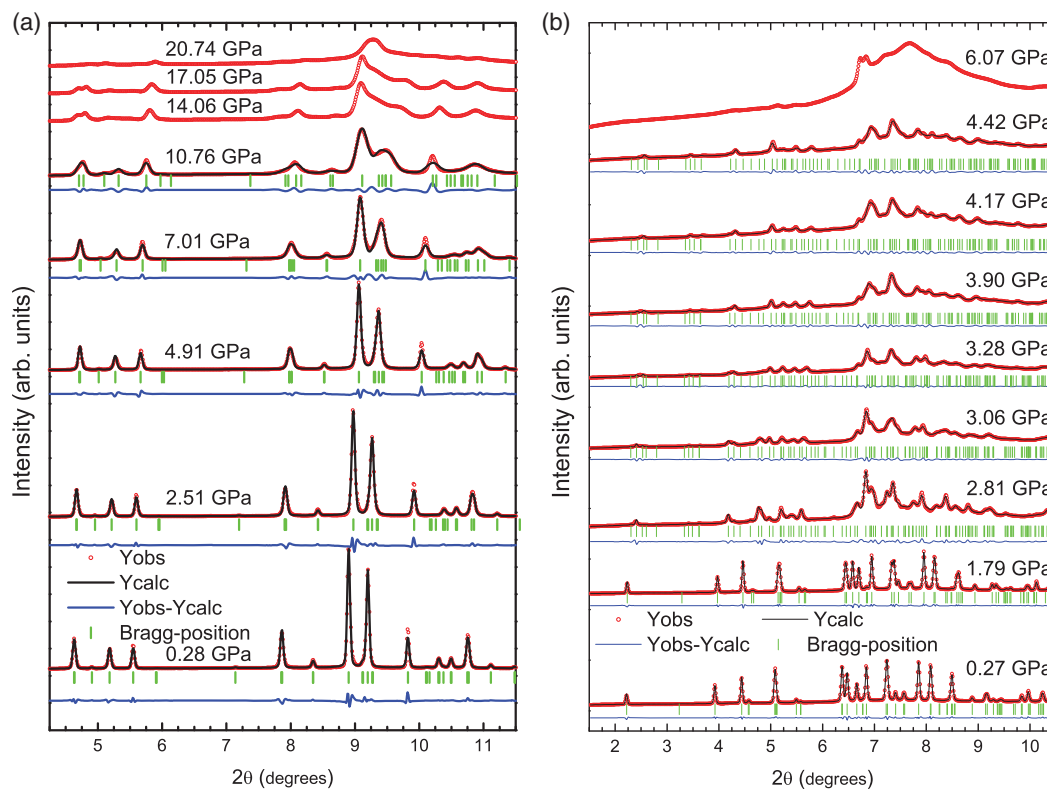 (a)
20.74 GPa
17.05 GPa
14.06 GPa
10.76 GPa
7.01 GPa
4.91 GPa
2.51 GPa
Yobs
Ycalc
Yobs-Ycalc
Bragg-position
0.28 GPa
Intensity (arb. units)
5 6 7 8 9 10 11
2θ (degrees)
(b)
6.07 GPa
4.42 GPa
4.17 GPa
3.90 GPa
3.28 GPa
3.06 GPa
2.81 GPa
1.79 GPa
Yobs Ycalc
Yobs-Ycalc Bragg-position
0.27 GPa
Intensity (arb. units)
2 3 4 5 6 7 8 9 10
2θ (degrees)